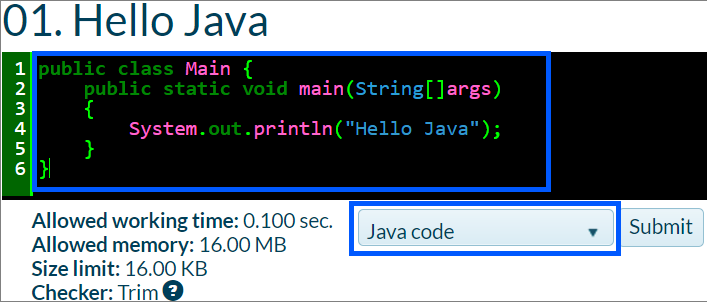 01. Hello Java
1 public class Main {
2     public static void main(String[]args)
3     {
4         System.out.println("Hello Java");
5     }
6 }
Allowed working time: 0.100 sec.
Allowed memory: 16.00 MB
Size limit: 16.00 KB
Checker: Trim ?
Java code ▼
Submit